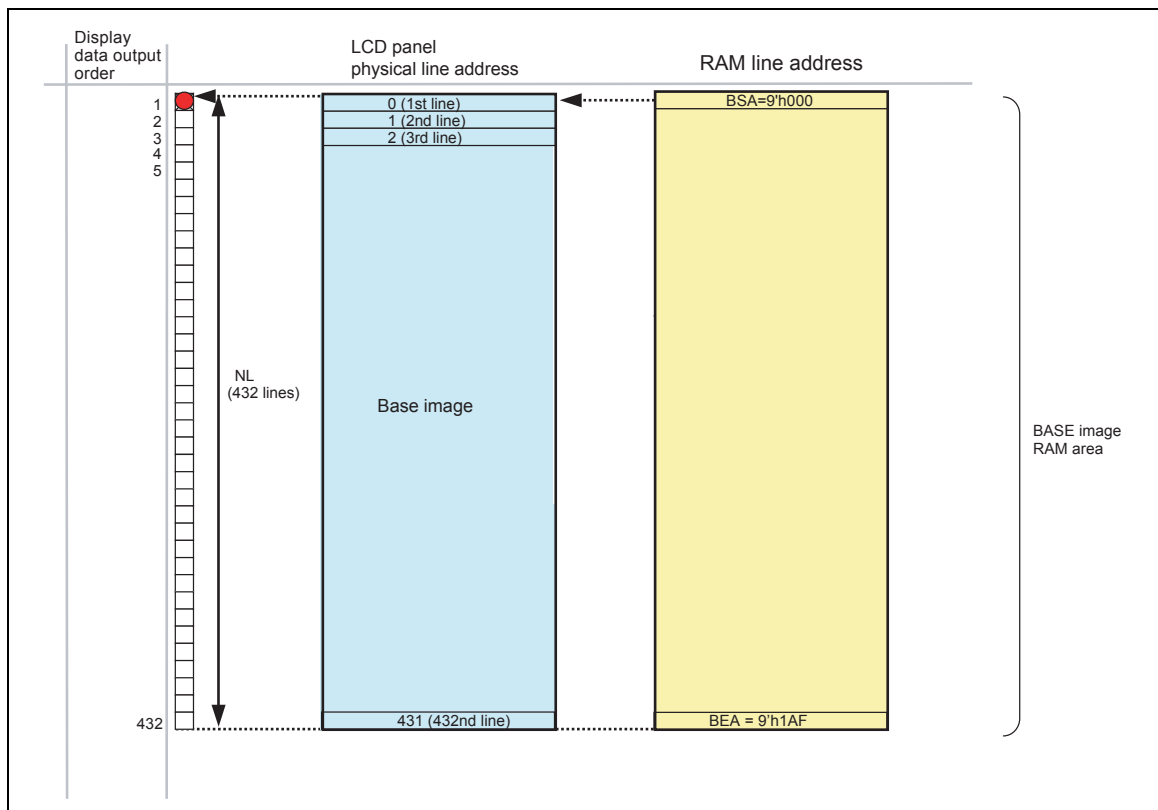 Display
data output
order
LCD panel
physical line address
RAM line address
1
2
3
4
5
432
NL
(432 lines)
0 (1st line)
1 (2nd line)
2 (3rd line)
Base image
431 (432nd line)
BSA=9'h000
BEA = 9'h1AF
BASE image
RAM area